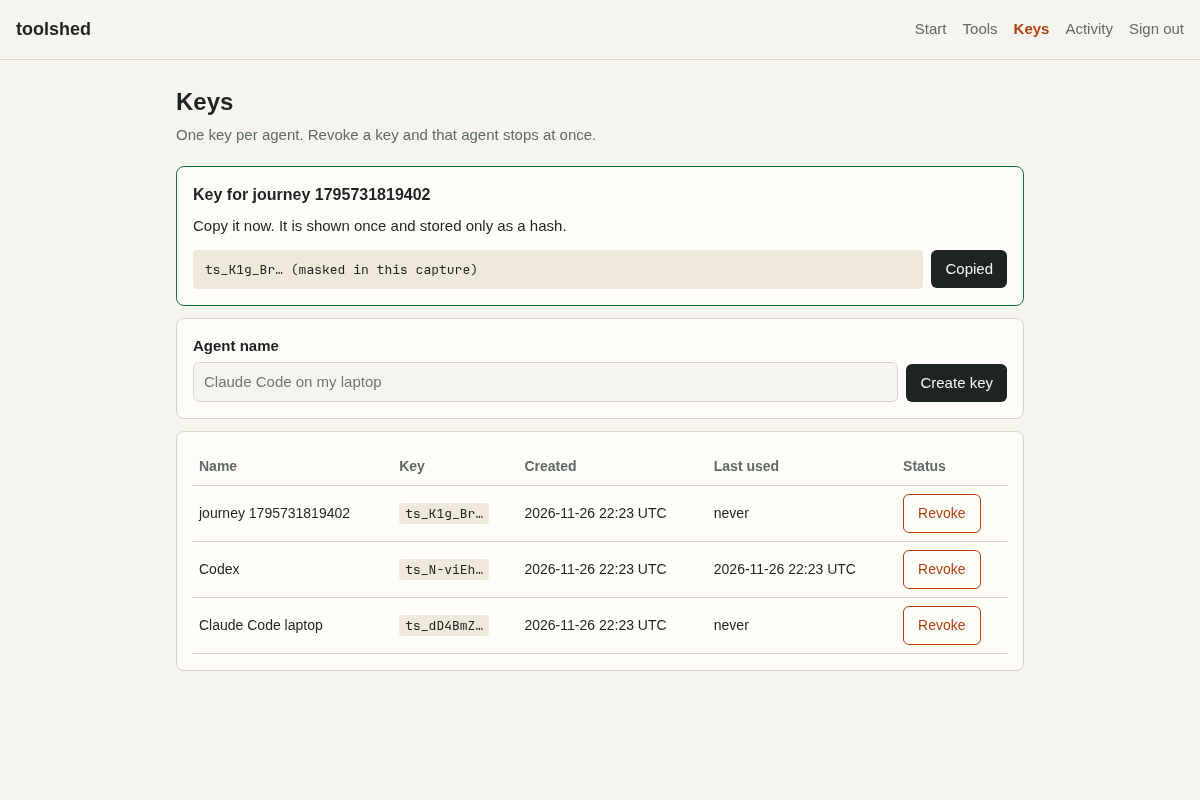 toolshed
Start Tools Keys Activity Sign out
Keys
One key per agent. Revoke a key and that agent stops at once.
Key for journey 1795731819402
Copy it now. It is shown once and stored only as a hash.
ts_K1g_Br… (masked in this capture) Copied
Agent name
Claude Code on my laptop Create key
Name Key Created Last used Status
journey 1795731819402 ts_K1g_Br… 2026-11-26 22:23 UTC never Revoke
Codex ts_N-viEh… 2026-11-26 22:23 UTC 2026-11-26 22:23 UTC Revoke
Claude Code laptop ts_dD4BmZ… 2026-11-26 22:23 UTC never Revoke